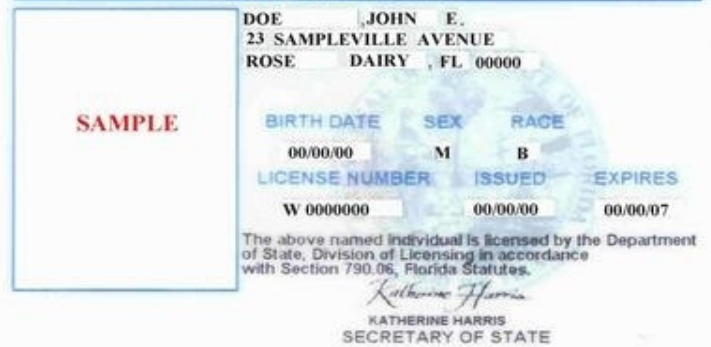 DOE ,JOHN E.
23 SAMPLEVILLE AVENUE
ROSE DAIRY , FL 00000
SAMPLE
BIRTH DATE SEX RACE
00/00/00 M B
LICENSE NUMBER ISSUED EXPIRES
W 0000000 00/00/00 00/00/07
The above named individual is licensed by the Department
of State, Division of Licensing in accordance
with Section 790.06, Florida Statutes.
Katherine Harris
KATHERINE HARRIS
SECRETARY OF STATE